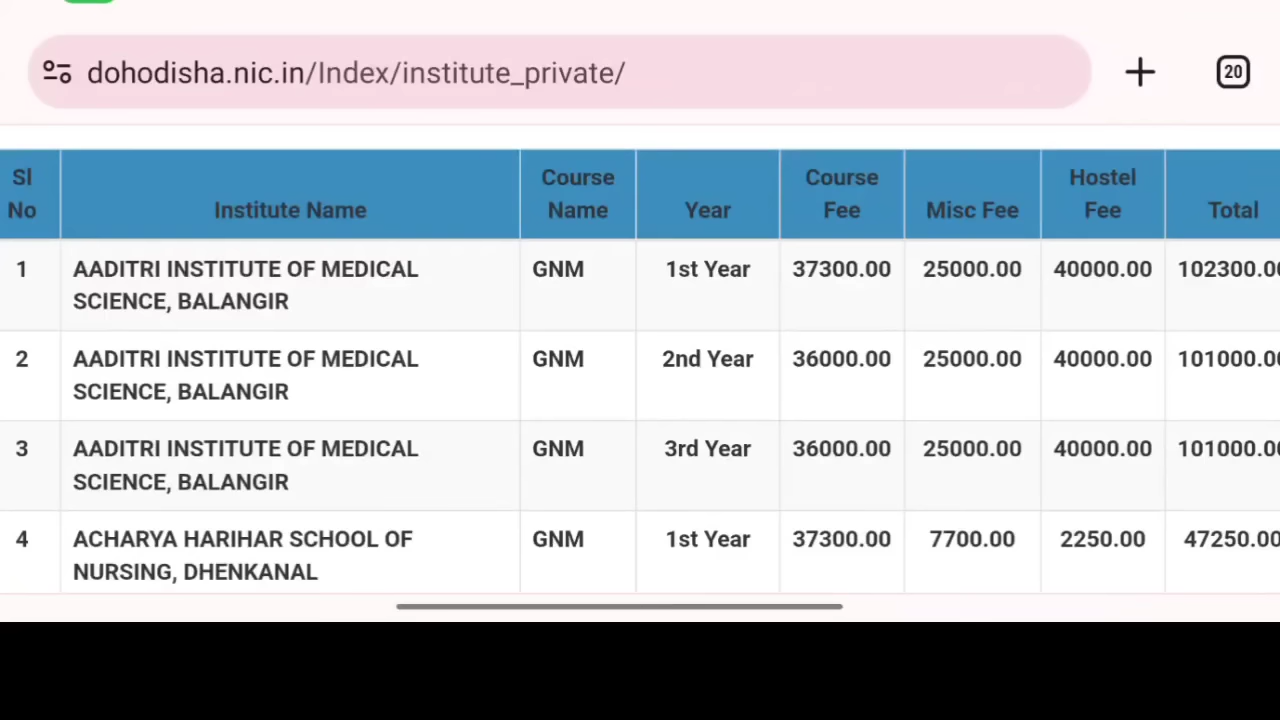 dohodisha.nic.in/Index/institute_private/
20
Sl No Institute Name Course Name Year Course Fee Misc Fee Hostel Fee Total
1 AADITRI INSTITUTE OF MEDICAL SCIENCE, BALANGIR GNM 1st Year 37300.00 25000.00 40000.00 102300.00
2 AADITRI INSTITUTE OF MEDICAL SCIENCE, BALANGIR GNM 2nd Year 36000.00 25000.00 40000.00 101000.00
3 AADITRI INSTITUTE OF MEDICAL SCIENCE, BALANGIR GNM 3rd Year 36000.00 25000.00 40000.00 101000.00
4 ACHARYA HARIHAR SCHOOL OF NURSING, DHENKANAL GNM 1st Year 37300.00 7700.00 2250.00 47250.00